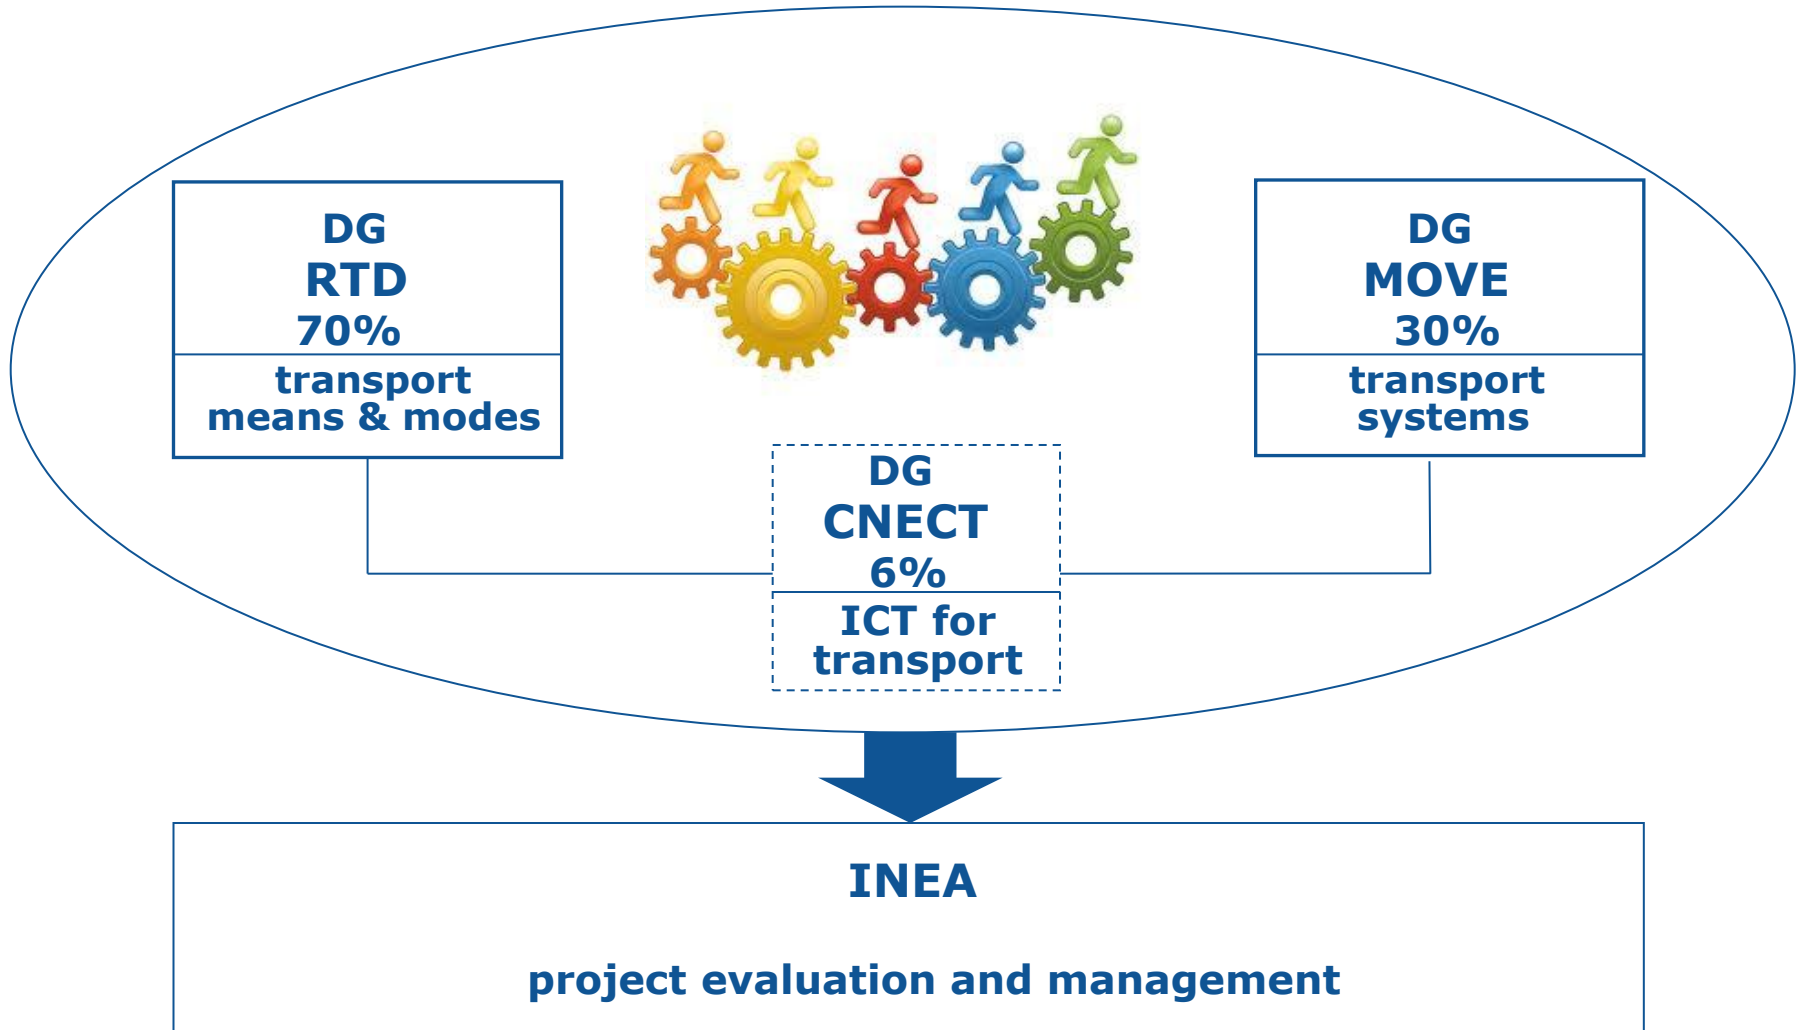 DG
RTD
70%
transport
means & modes
DG
MOVE
30%
transport
systems
DG
CNECT
6%
ICT for
transport
INEA
project evaluation and management